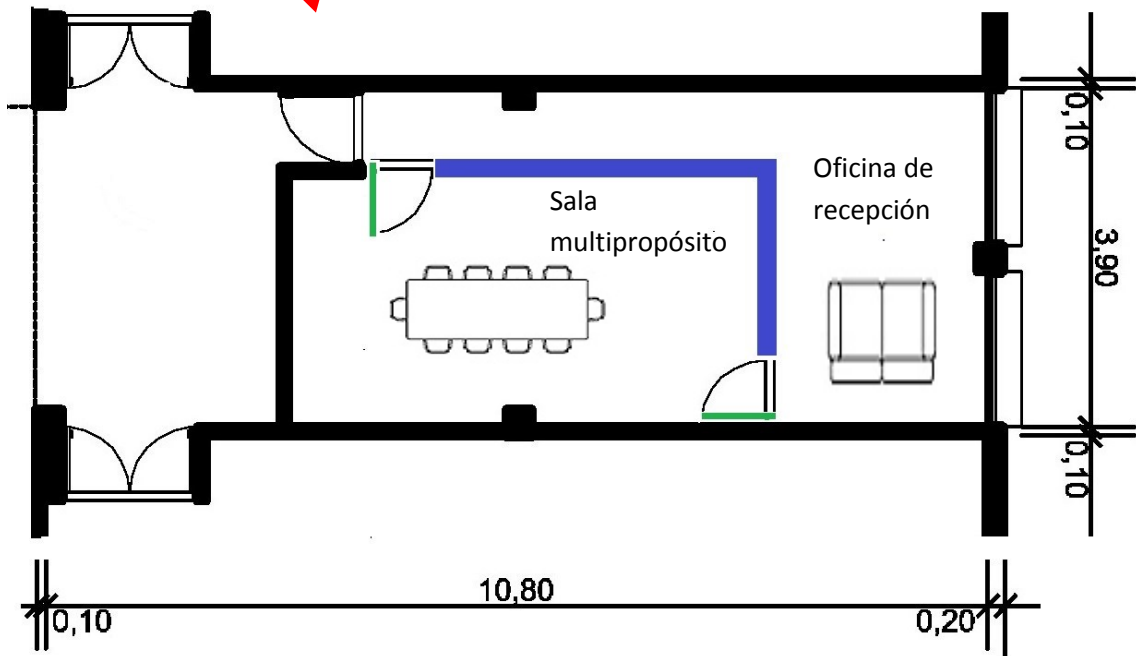 Sala
multipropósito
Oficina de
recepción
0,10
3,90
0,10
10,80
0,10
0,20